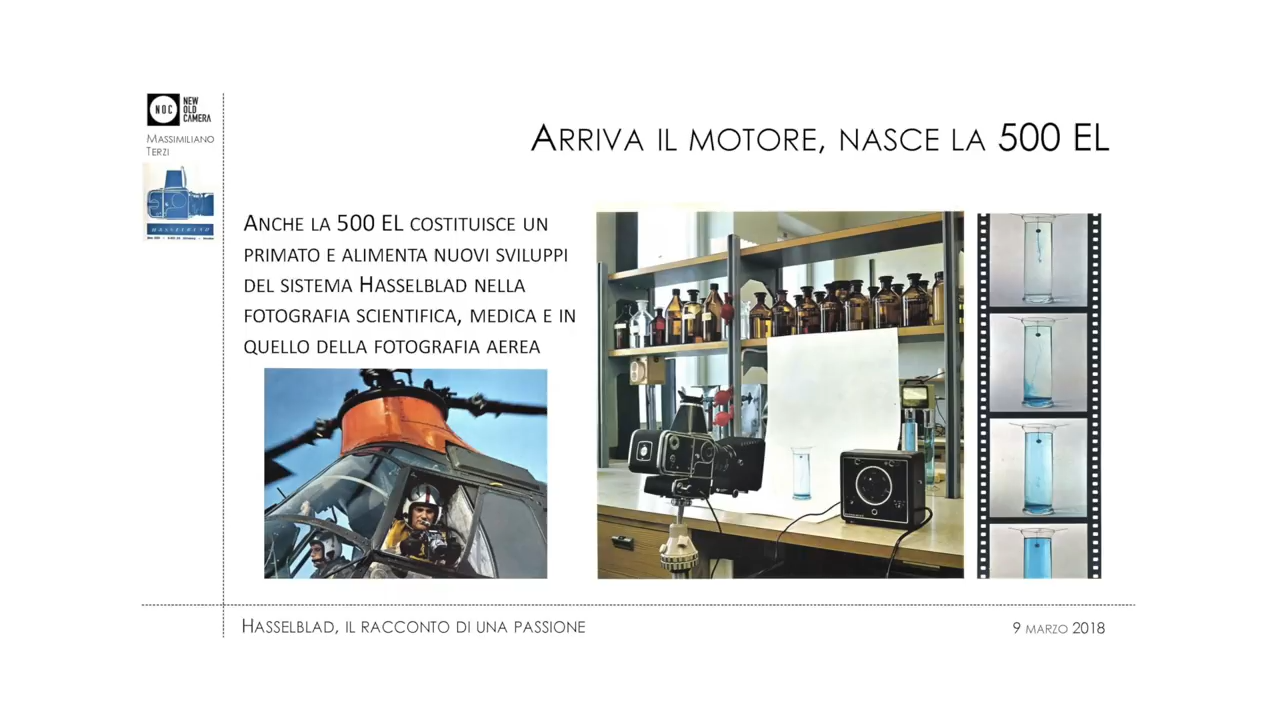 NOC
NEW
OLD
CAMERA
Massimiliano
Terzi
HASSELBLAD
Arriva il motore, nasce la 500 EL
Anche la 500 EL costituisce un
primato e alimenta nuovi sviluppi
del sistema Hasselblad nella
fotografia scientifica, medica e in
quello della fotografia aerea
Hasselblad, il racconto di una passione
9 marzo 2018